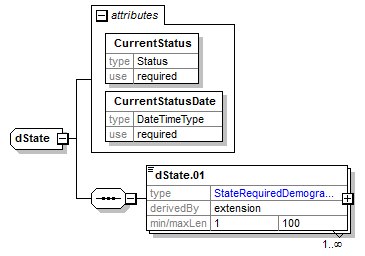 attributes
CurrentStatus
type Status
use required
CurrentStatusDate
type DateTimeType
use required
dState
dState.01
type StateRequiredDemogra...
derivedBy extension
min/maxLen 1 100
1..∞